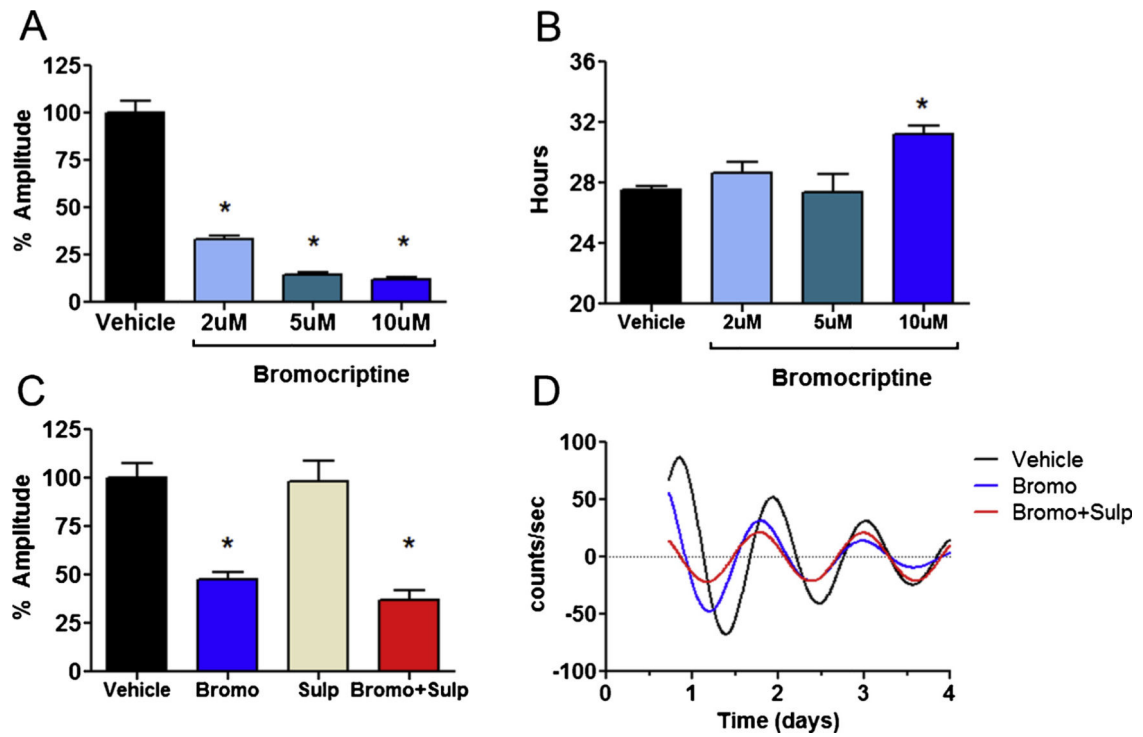 A
125
100
75
50
25
0
% Amplitude
*
*
*
Vehicle 2uM 5uM 10uM
Bromocriptine
B
36
32
28
24
20
Hours
*
Vehicle 2uM 5uM 10uM
Bromocriptine
C
125
100
75
50
25
0
% Amplitude
*
*
Vehicle Bromo Sulp Bromo+Sulp
D
100
50
0
-50
-100
counts/sec
0 1 2 3 4
Time (days)
Vehicle
Bromo
Bromo+Sulp